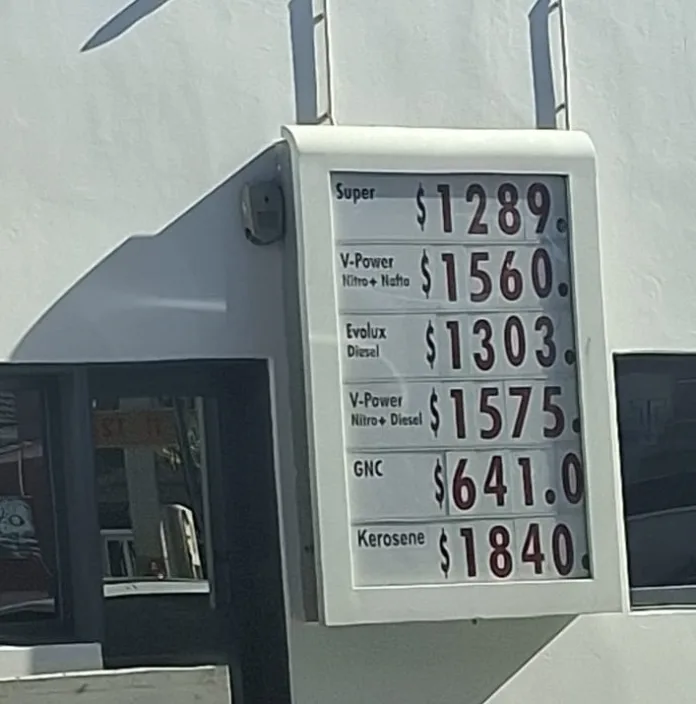 Super $1289.
V-Power $1560.
Nitro+ Nafta
Evolux $1303.
Diesel
V-Power $1575.
Nitro+ Diesel
GNC $641.0
Kerosene $1840.